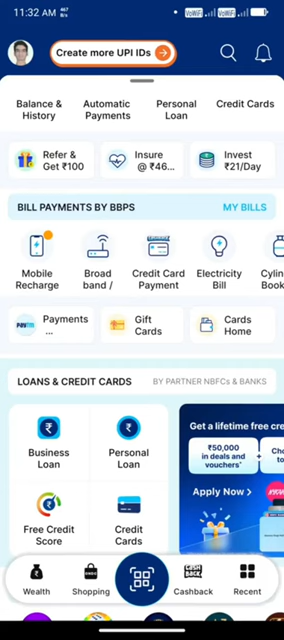 11:32 AM
Create more UPI IDs
Balance &
History
Automatic
Payments
Personal
Loan
Credit Cards
Refer &
Get ₹100
Insure
@ ₹46...
Invest
₹21/Day
BILL PAYMENTS BY BBPS
MY BILLS
Mobile
Recharge
Broad
band /
Credit Card
Payment
Electricity
Bill
Cylin
Book
paytm
Payments
...
Gift
Cards
Cards
Home
LOANS & CREDIT CARDS
BY PARTNER NBFCs & BANKS
Business
Loan
Personal
Loan
Free Credit
Score
Credit
Cards
Get a lifetime free cre
₹50,000
in deals and
vouchers*
+
Cho
to
Apply Now >
Wealth
Shopping
CASH
BACK
Cashback
Recent